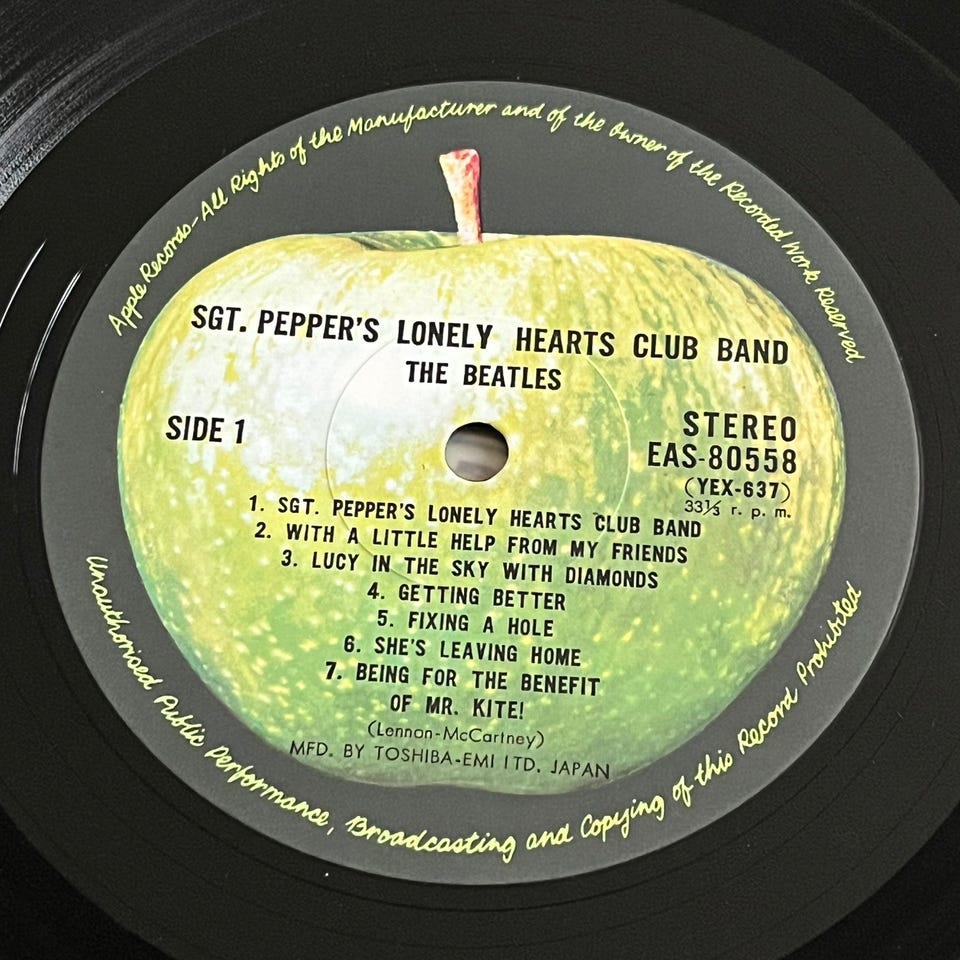 Apple Records-All Rights of the Manufacturer and of the Owner of the Recorded Work Reserved
SGT. PEPPER'S LONELY HEARTS CLUB BAND
THE BEATLES
SIDE 1
STEREO
EAS-80558
(YEX-637)
33⅓ r. p. m.
1. SGT. PEPPER'S LONELY HEARTS CLUB BAND
2. WITH A LITTLE HELP FROM MY FRIENDS
3. LUCY IN THE SKY WITH DIAMONDS
4. GETTING BETTER
5. FIXING A HOLE
6. SHE'S LEAVING HOME
7. BEING FOR THE BENEFIT
OF MR. KITE!
(Lennon-McCartney)
MFD. BY TOSHIBA-EMI LTD. JAPAN
Unauthorised Public Performance, Broadcasting and Copying of this Record Prohibited